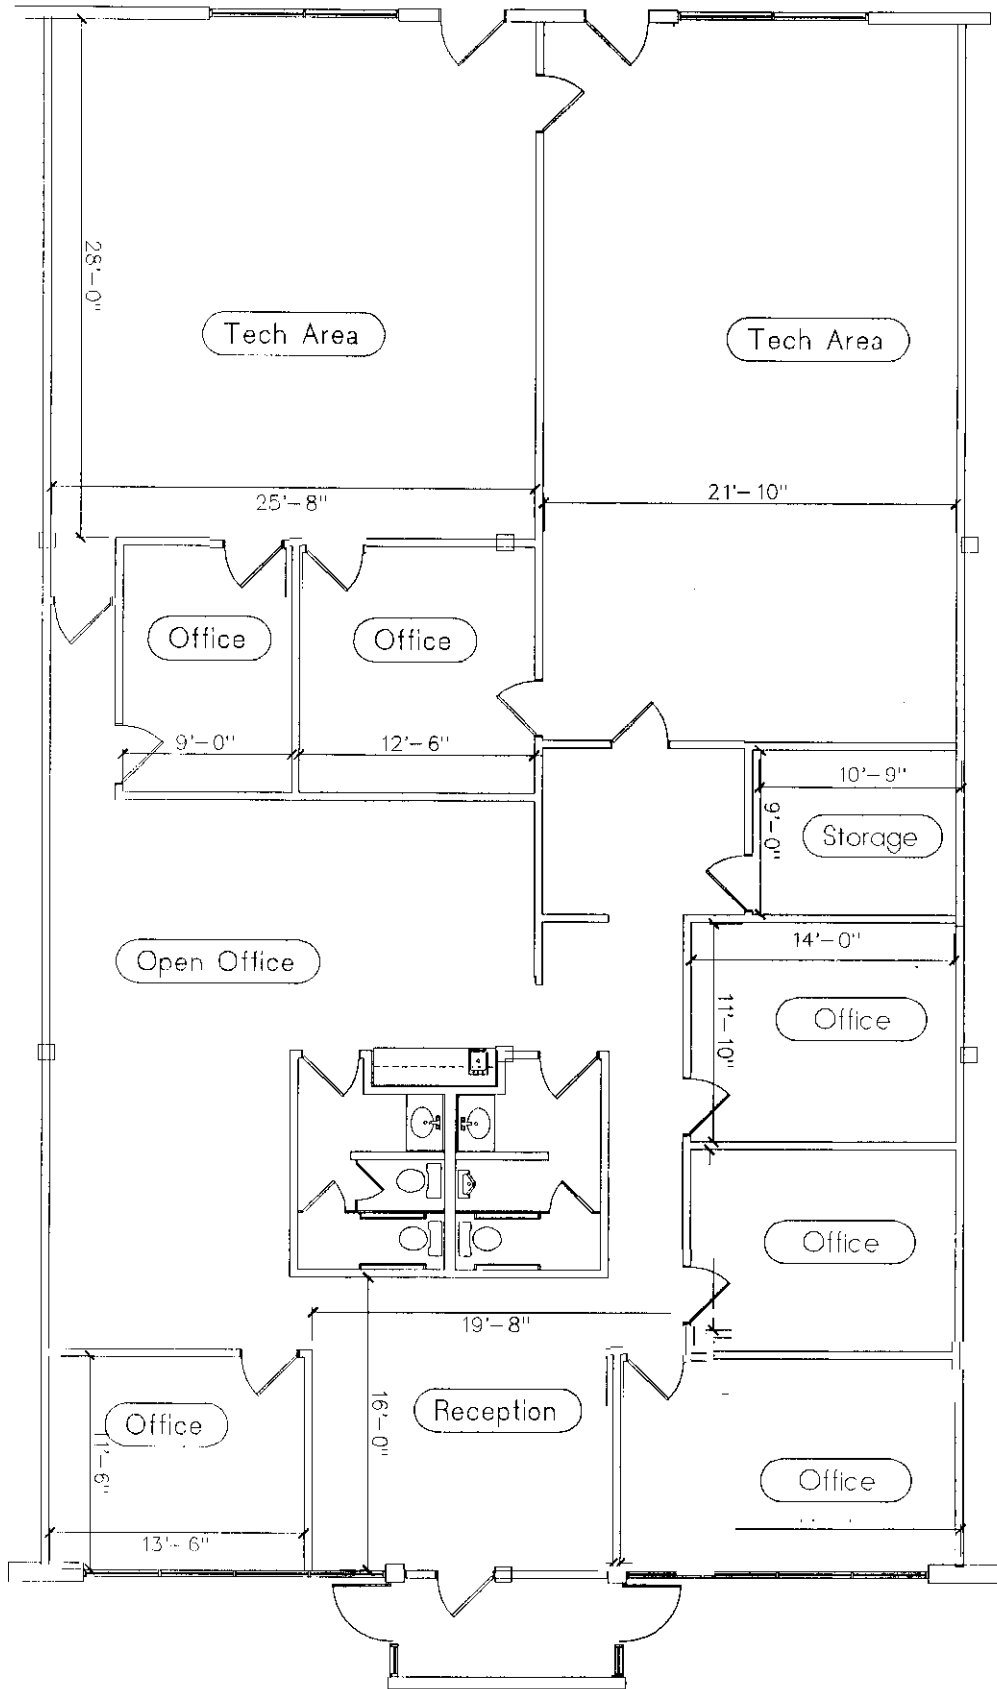 28'-0"
Tech Area
Tech Area
25'-8"
21'-10"
Office
Office
9'-0"
12'-6"
10'-9"
9'-0"
Storage
14'-0"
Open Office
11'-10"
Office
Office
19'-8"
16'-0"
Reception
Office
11'-6"
Office
13'-6"